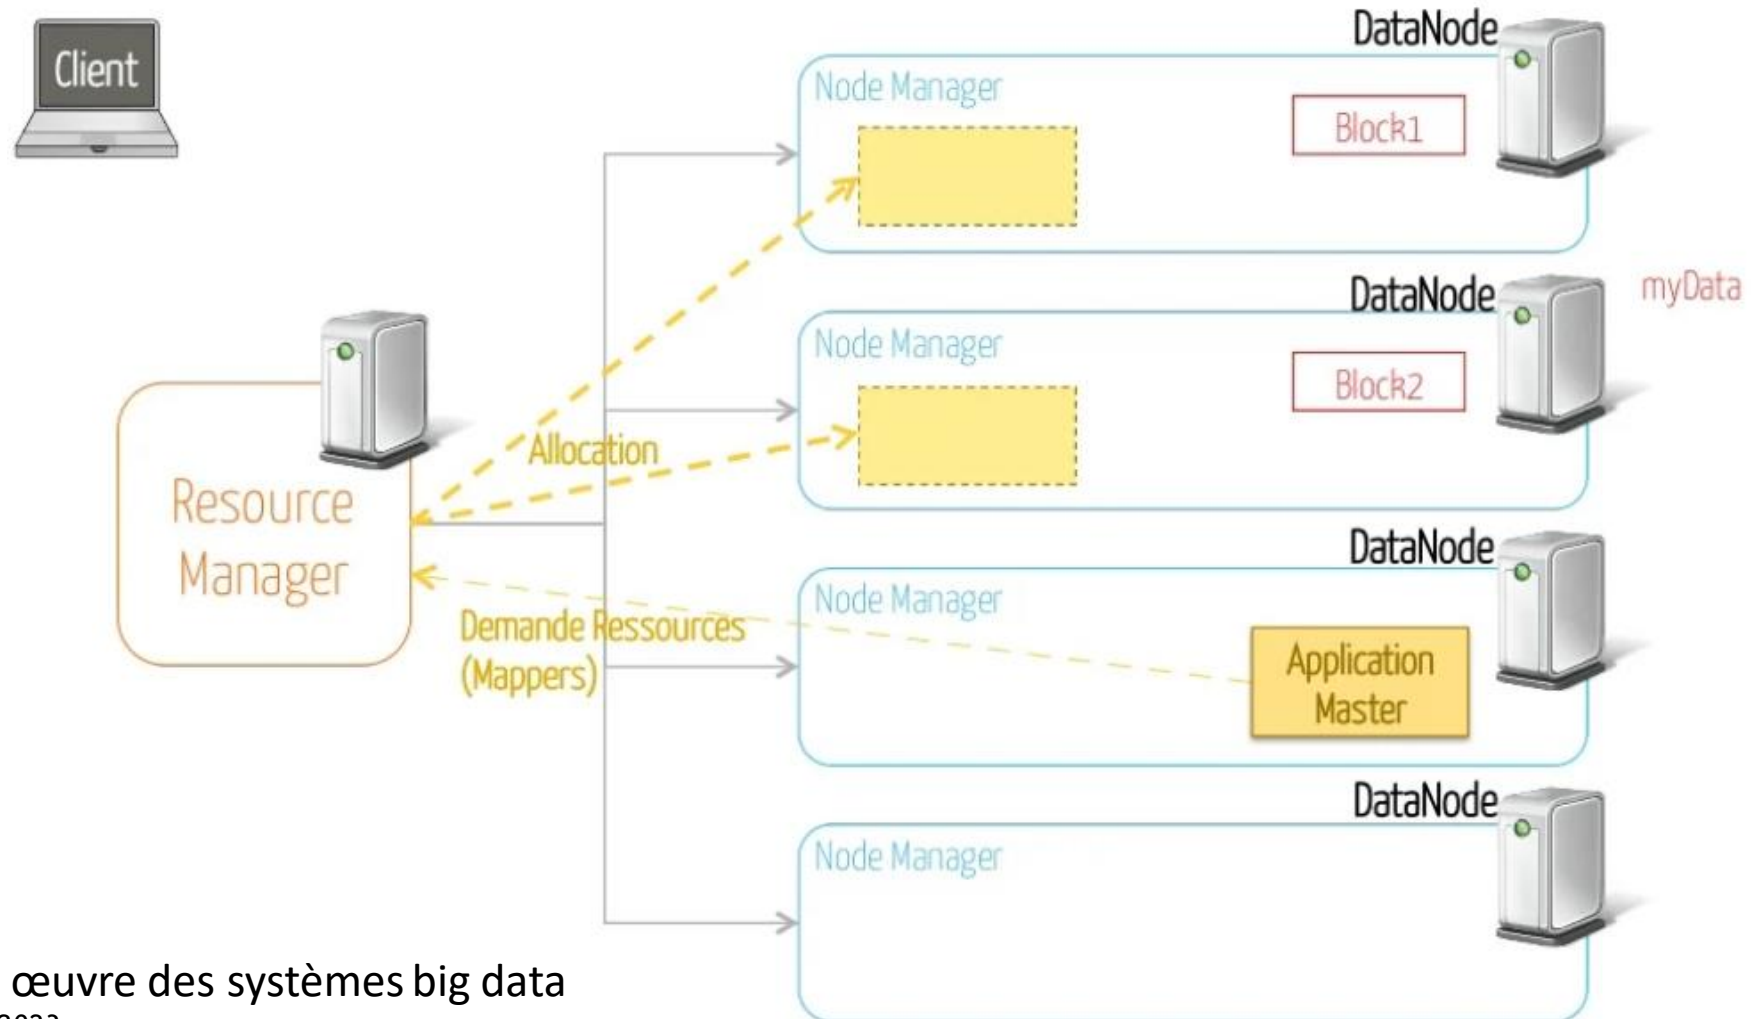 Client
DataNode
Node Manager
Block1
DataNode
myData
Node Manager
Block2
Allocation
Resource
Manager
DataNode
Node Manager
Demande Ressources
(Mappers)
Application
Master
DataNode
Node Manager
œuvre des systèmes big data